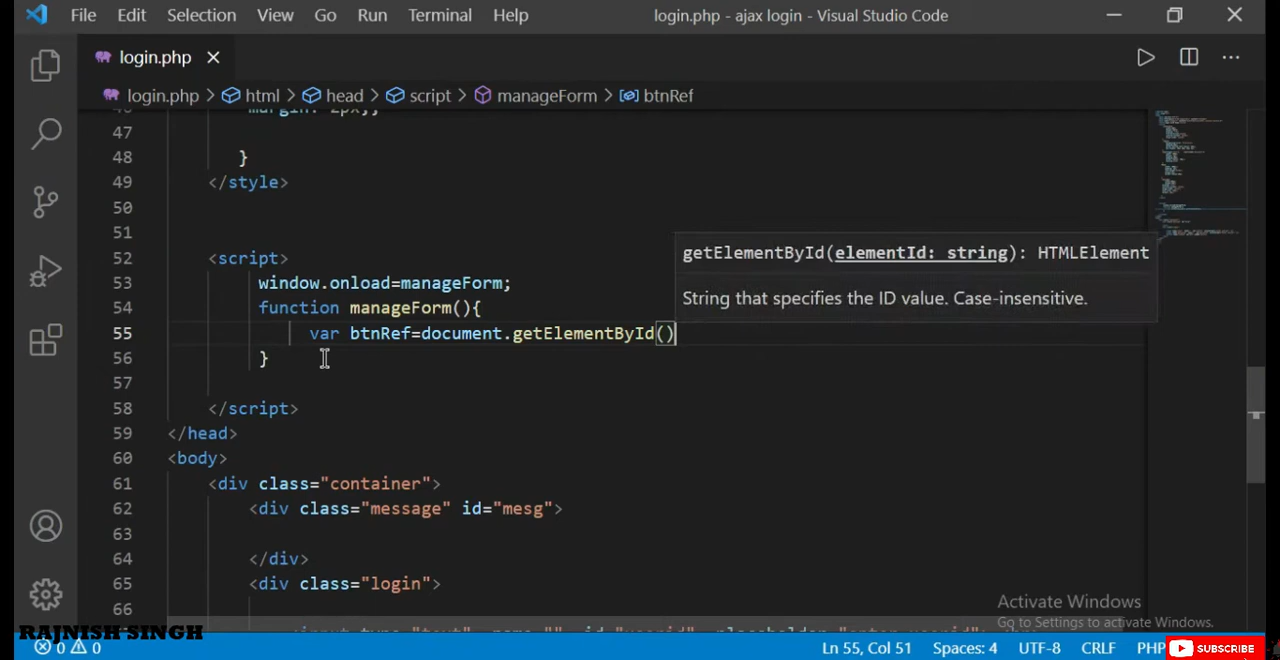 File Edit Selection View Go Run Terminal Help login.php - ajax login - Visual Studio Code
login.php
login.php > html > head > script > manageForm > btnRef
47
48 }
49 </style>
50
51
52 <script>
53 window.onload=manageForm;
54 function manageForm(){
55 var btnRef=document.getElementById()
getElementById(elementId: string): HTMLElement
String that specifies the ID value. Case-insensitive.
56 }
57
58 </script>
59 </head>
60 <body>
61 <div class="container">
62 <div class="message" id="mesg">
63
64 </div>
65 <div class="login">
66
Activate Windows
Go to Settings to activate Windows.
RAJNISH SINGH
0 0 Ln 55, Col 51 Spaces: 4 UTF-8 CRLF PHP
SUBSCRIBE